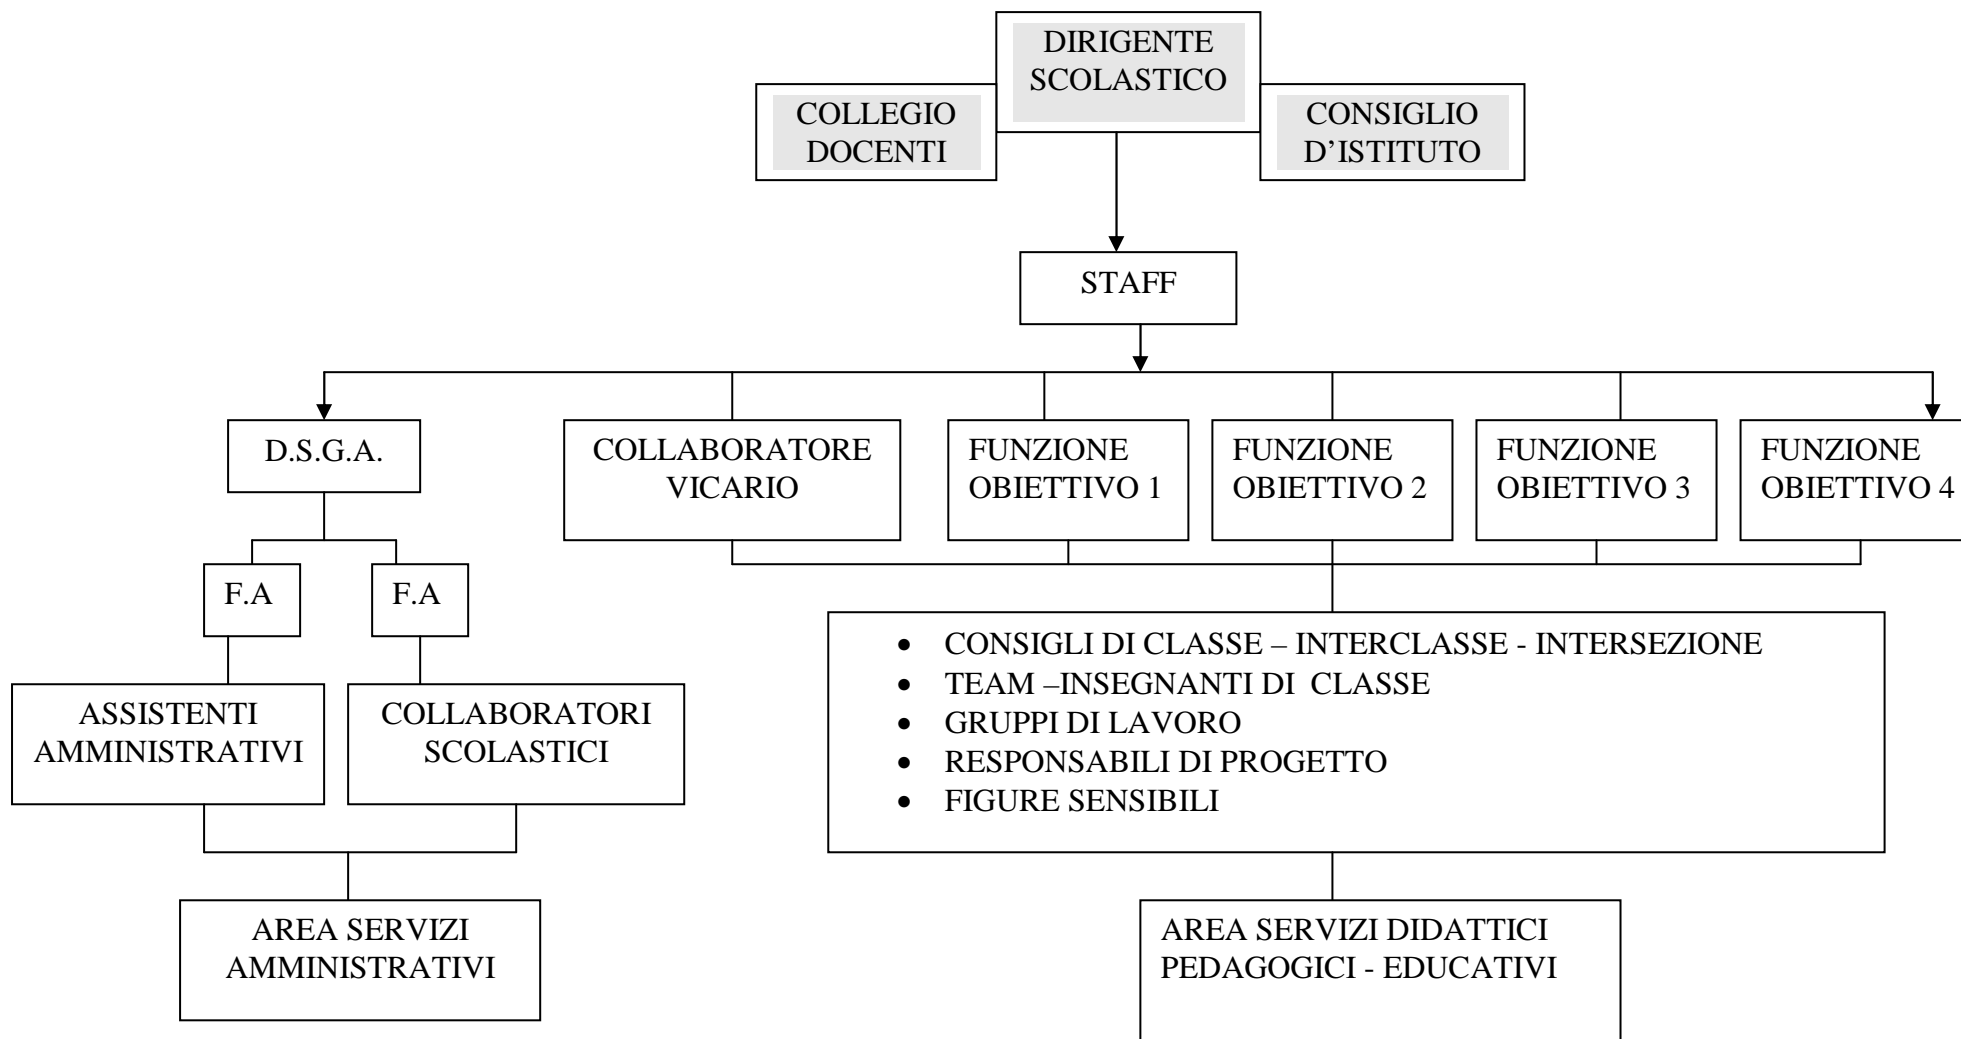 DIRIGENTE
SCOLASTICO
COLLEGIO
DOCENTI
CONSIGLIO
D’ISTITUTO
STAFF
D.S.G.A.
COLLABORATORE
VICARIO
FUNZIONE
OBIETTIVO 1
FUNZIONE
OBIETTIVO 2
FUNZIONE
OBIETTIVO 3
FUNZIONE
OBIETTIVO 4
F.A
F.A
• CONSIGLI DI CLASSE – INTERCLASSE - INTERSEZIONE
• TEAM –INSEGNANTI DI CLASSE
• GRUPPI DI LAVORO
• RESPONSABILI DI PROGETTO
• FIGURE SENSIBILI
ASSISTENTI
AMMINISTRATIVI
COLLABORATORI
SCOLASTICI
AREA SERVIZI
AMMINISTRATIVI
AREA SERVIZI DIDATTICI
PEDAGOGICI - EDUCATIVI